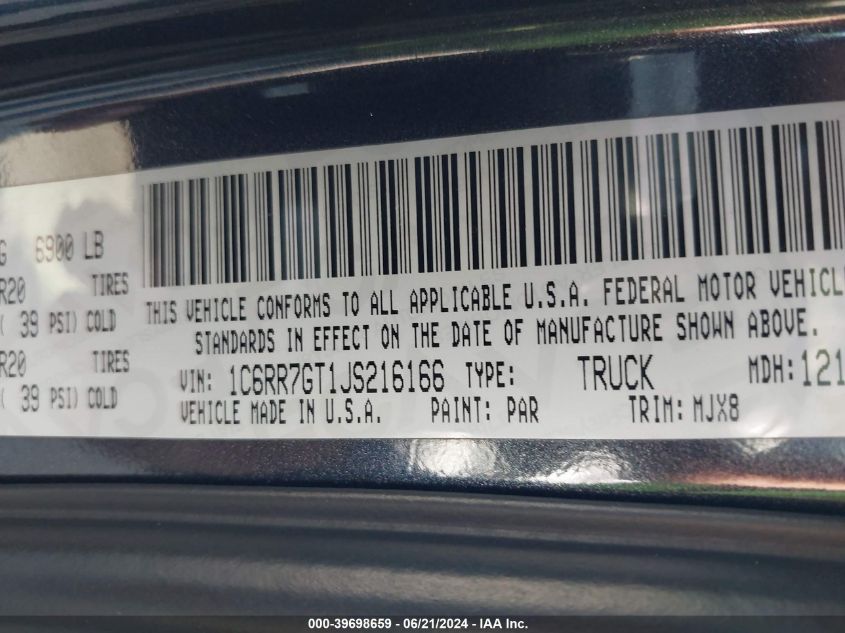 G 6900 LB
R20 TIRES
( 39 PSI) COLD
R20 TIRES
( 39 PSI) COLD
THIS VEHICLE CONFORMS TO ALL APPLICABLE U.S.A. FEDERAL MOTOR VEHICL
STANDARDS IN EFFECT ON THE DATE OF MANUFACTURE SHOWN ABOVE.
VIN: 1C6RR7GT1JS216166 TYPE: TRUCK MDH: 121
VEHICLE MADE IN U.S.A. PAINT: PAR TRIM: MJX8
000-39698659 / 06/21/2024 - IAA Inc.